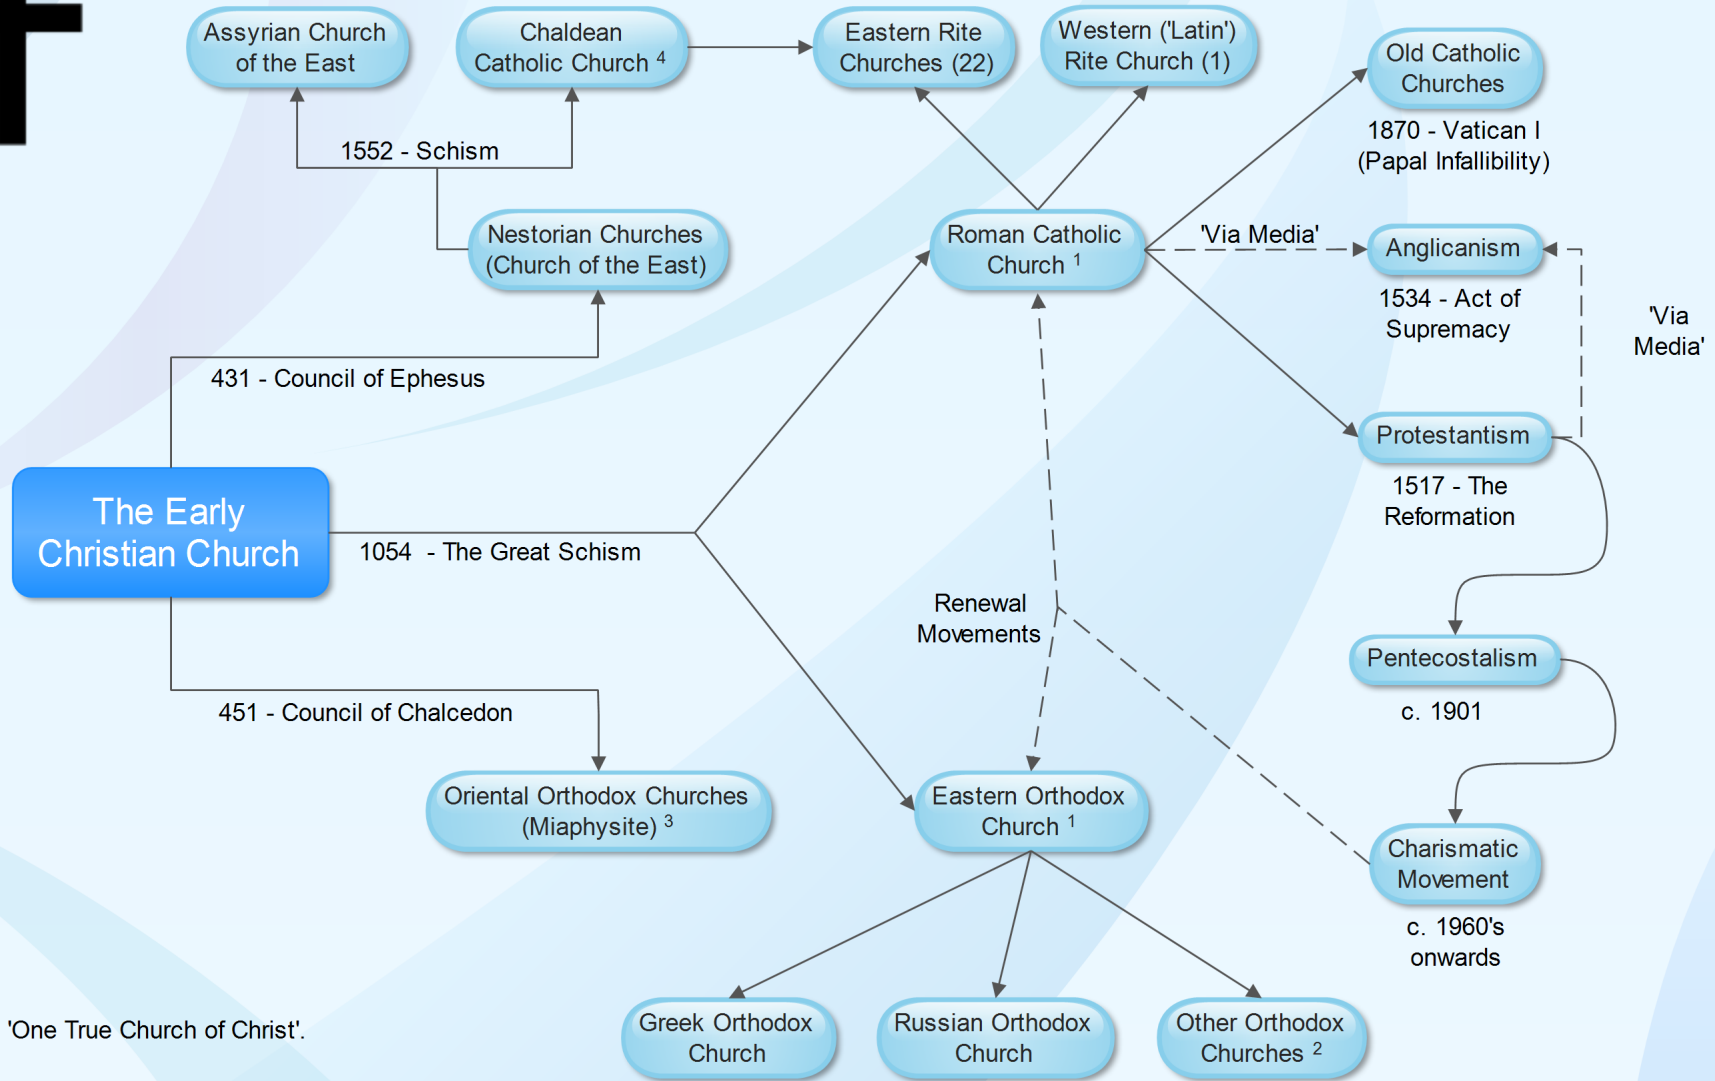 Assyrian Church
of the East
Chaldean
Catholic Church 4
Eastern Rite
Churches (22)
Western ('Latin')
Rite Church (1)
Old Catholic
Churches
1870 - Vatican I
(Papal Infallibility)
1552 - Schism
Nestorian Churches
(Church of the East)
Roman Catholic
Church 1
'Via Media'
Anglicanism
1534 - Act of
Supremacy
'Via
Media'
431 - Council of Ephesus
Protestantism
1517 - The
Reformation
The Early
Christian Church
1054  - The Great Schism
Renewal
Movements
Pentecostalism
c. 1901
451 - Council of Chalcedon
Oriental Orthodox Churches
(Miaphysite) 3
Eastern Orthodox
Church 1
Charismatic
Movement
c. 1960's
onwards
'One True Church of Christ'.
Greek Orthodox
Church
Russian Orthodox
Church
Other Orthodox
Churches 2